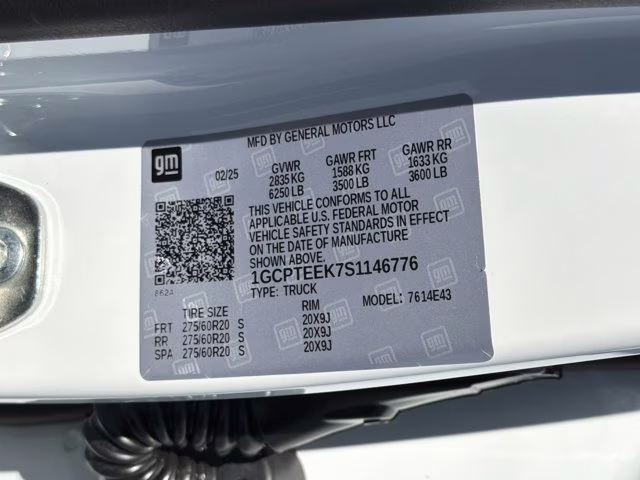 MFD BY GENERAL MOTORS LLC
gm
02/25
GVWR GAWR FRT GAWR RR
2835 KG 1588 KG 1633 KG
6250 LB 3500 LB 3600 LB
THIS VEHICLE CONFORMS TO ALL
APPLICABLE U.S. FEDERAL MOTOR
VEHICLE SAFETY STANDARDS IN EFFECT
ON THE DATE OF MANUFACTURE
SHOWN ABOVE.
862A
1GCPTEEK7S1146776
TYPE: TRUCK MODEL: 7614E43
TIRE SIZE RIM
FRT 275/60R20 S 20X9J
RR 275/60R20 S 20X9J
SPA 275/60R20 S 20X9J